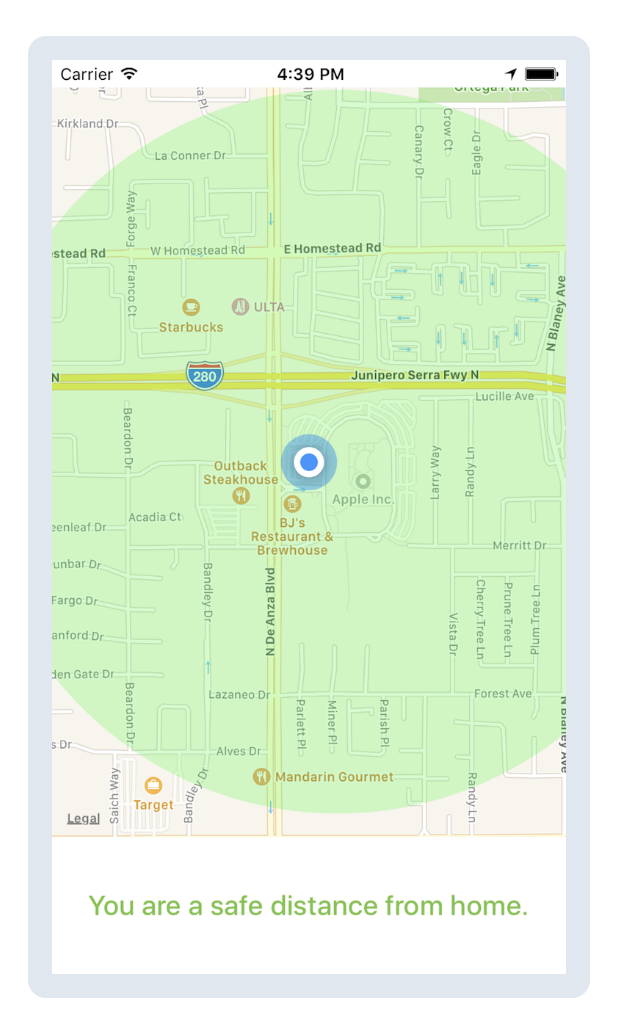 Carrier
4:39 PM
Ortega Park
Pl
All
Kirkland Dr
La Conner Dr
Canary Dr
Crow Ct
Eagle Dr
Forge Way
stead Rd
W Homestead Rd
E Homestead Rd
Franco Ct
N Blaney Ave
Starbucks
ULTA
N
280
Junipero Serra Fwy N
Lucille Ave
Beardon Dr
Outback
Steakhouse
Larry Way
Randy Ln
Apple Inc.
Acadia Ct
BJ's
Restaurant &
Brewhouse
eenleaf Dr
Merritt Dr
unbar Dr
Bandley Dr
N De Anza Blvd
Fargo Dr
Cherry Tree Ln
Prune Tree Ln
Plum Tree Ln
Vista Dr
anford Dr
den Gate Dr
Lazaneo Dr
Forest Ave
Beardon Dr
Parlett Pl
Miner Pl
Parish Pl
N Blaney Ave
s Dr
Alves Dr
Mandarin Gourmet
Saich Way
Target
Bandley Dr
Randy Ln
Legal
You are a safe distance from home.